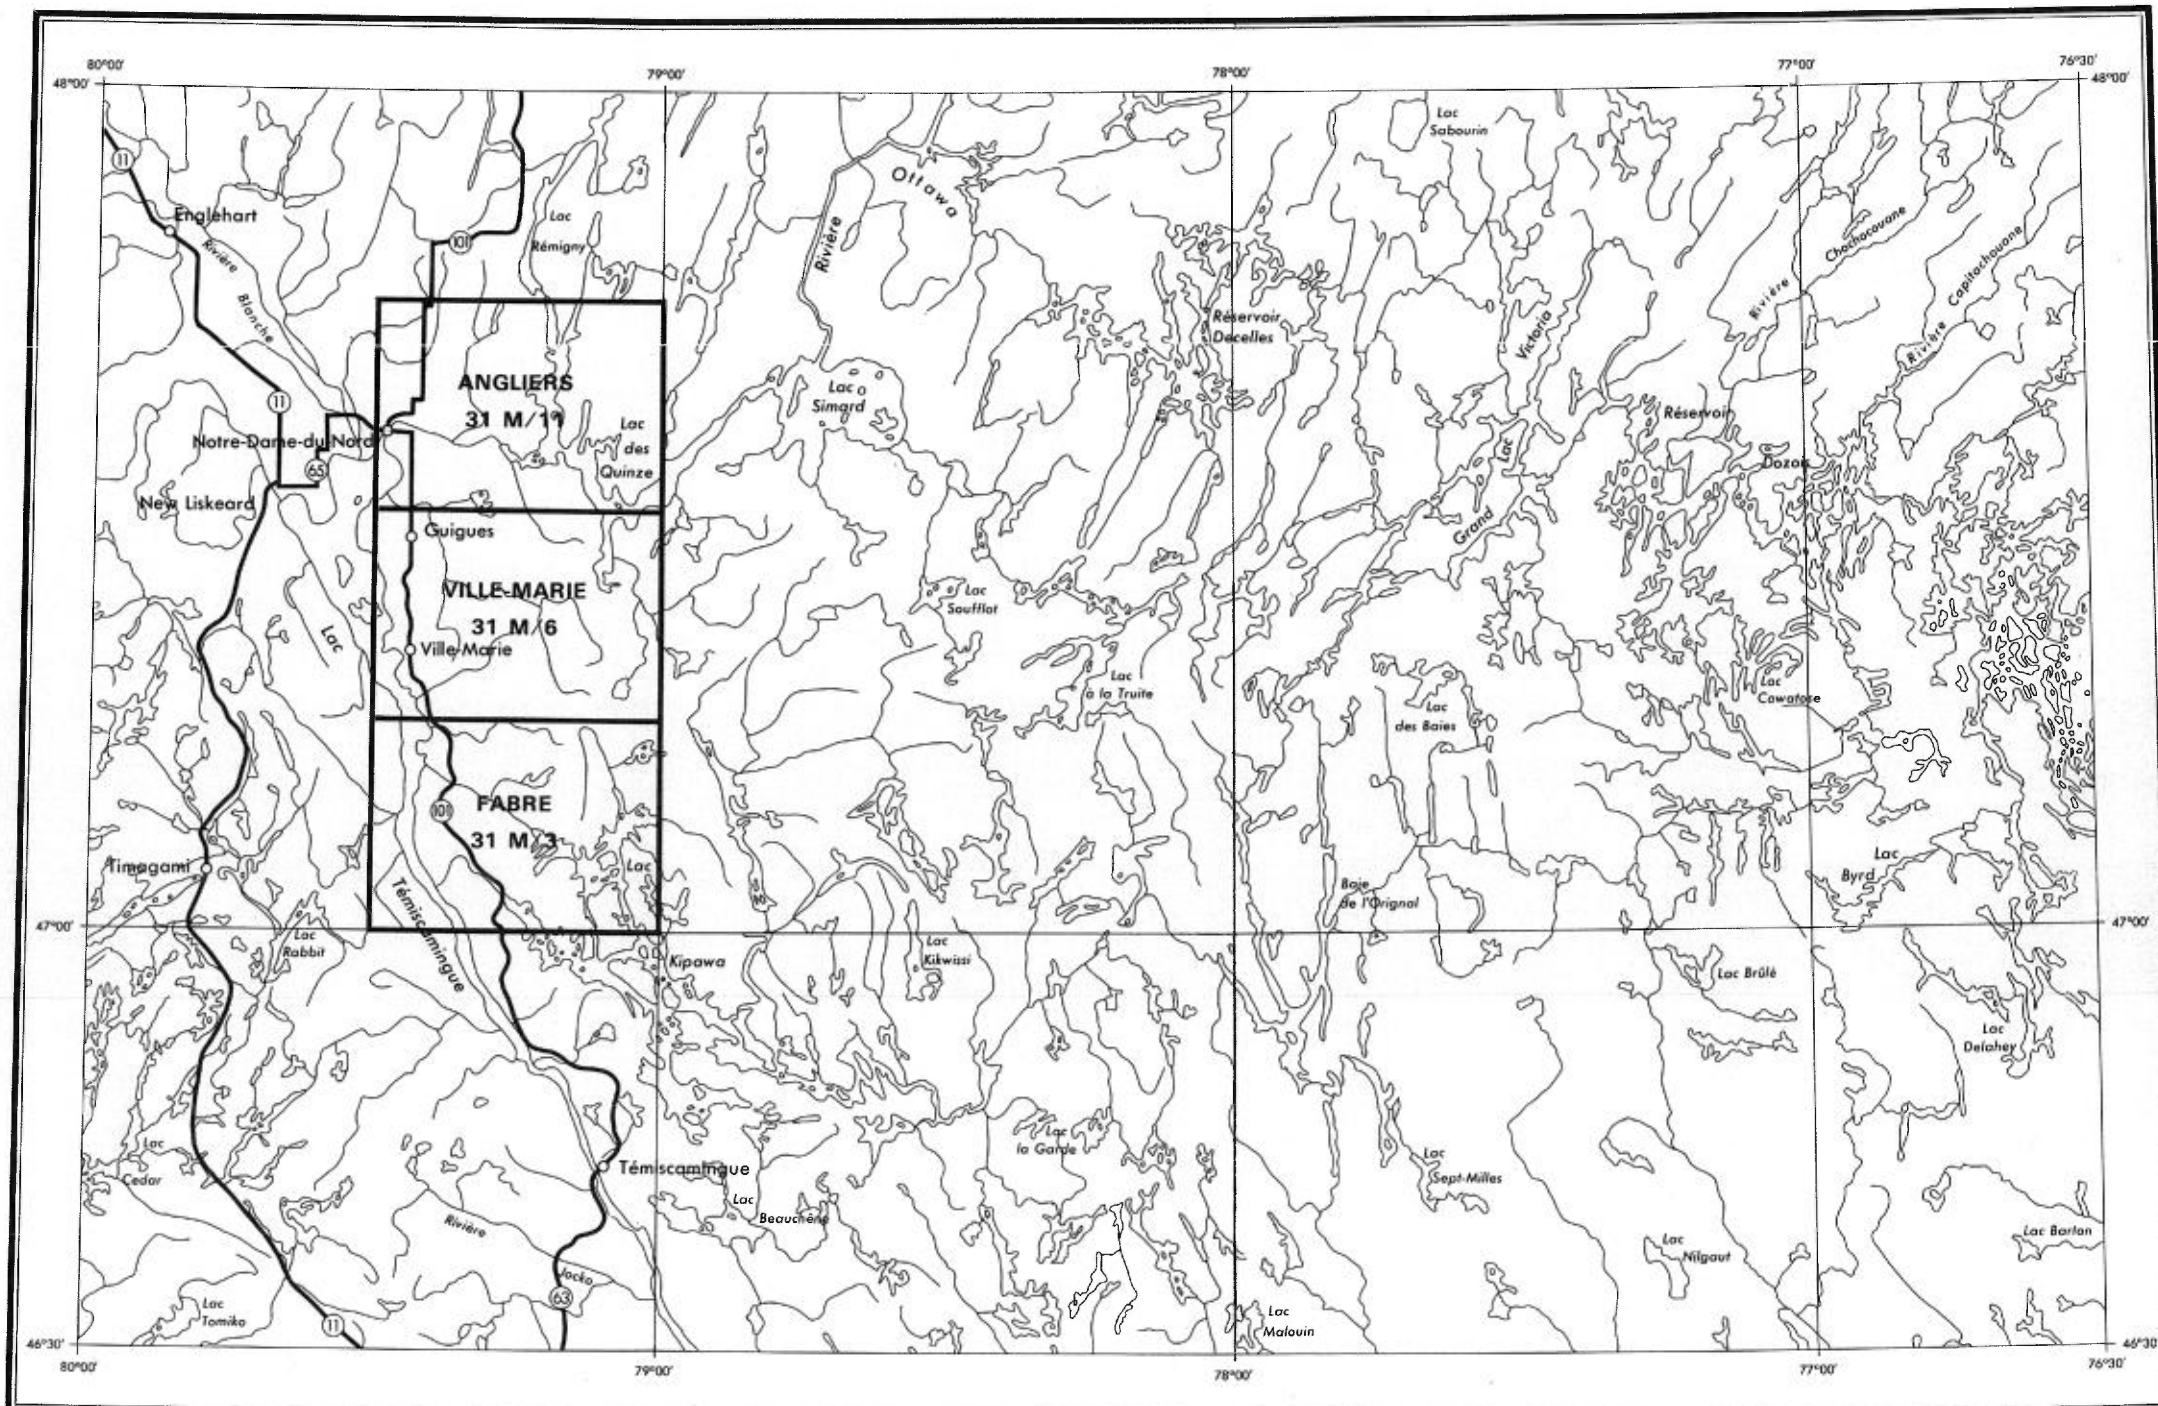 80°00'
79°00'
78°00'
77°00'
76°30'
48°00'
48°00'
11
Englehart
Rivière
Blanche
101
Lac
Rémigny
Rivière
Ottawa
Lac
Sabourin
Rivière
Chochocouane
Rivière
Capitachouane
Réservoir
Decelles
Victoria
Lac
Grand
ANGLIERS
31 M/11
Lac
des
Quinze
Lac
Simard
Réservoir
Dozois
11
Notre-Dame-du-Nord
65
New Liskeard
Guigues
VILLE-MARIE
31 M/6
Ville-Marie
Lac
Lac
Soufflot
Lac
à la Truite
Lac
des Baies
Lac
Cawatose
FABRE
31 M/3
101
Timagami
Témiscamingue
Lac
Kipawa
Lac
Rabbit
Lac
Kikwissi
Baie
de l'Orignal
Lac
Byrd
47°00'
47°00'
Lac Brûlé
Lac
Delahey
Lac
Cedar
Témiscamingue
Lac
Beauchêne
Lac
la Garde
Lac
Sept-Milles
Rivière
Jocko
63
Lac
Nilgaut
Lac Barton
Lac
Tomiko
11
Lac
Malouin
46°30'
46°30'
80°00'
79°00'
78°00'
77°00'
76°30'